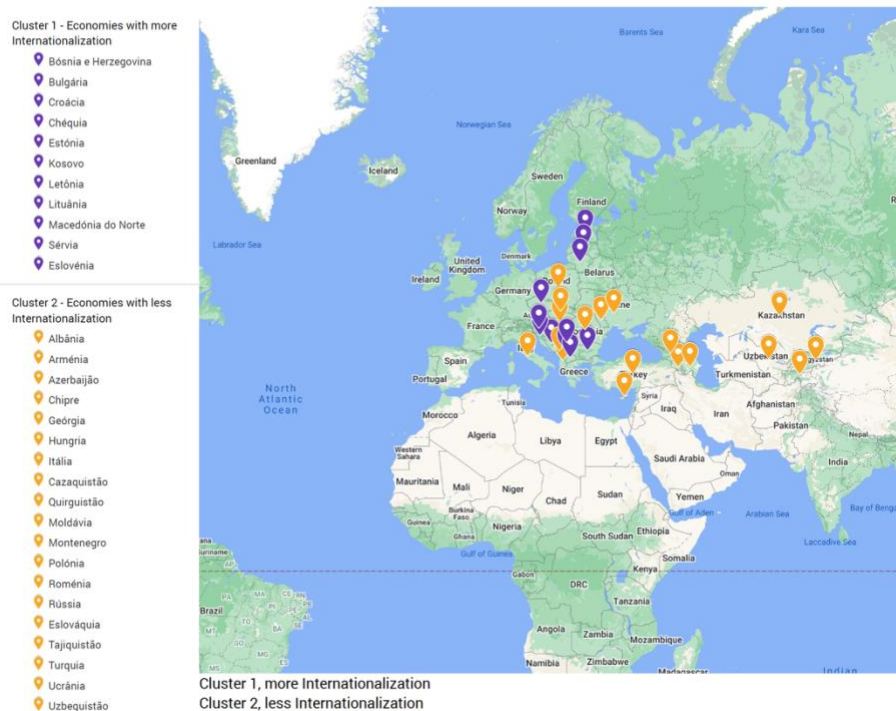 Cluster 1 - Economies with more
Internationalization
Bósnia e Herzegovina
Bulgária
Croácia
Chéquia
Estónia
Kosovo
Letônia
Lituânia
Macedónia do Norte
Sérvia
Eslovénia
Cluster 2 - Economies with less
Internationalization
Albânia
Arménia
Azerbaijão
Chipre
Geórgia
Hungria
Itália
Cazaquistão
Quirguistão
Moldávia
Montenegro
Polónia
Roménia
Rússia
Eslováquia
Tajiquistão
Turquia
Ucrânia
Uzbequistão
Barents Sea
Kara Sea
Greenland
Norwegian Sea
Iceland
Sweden
Finland
Norway
Labrador Sea
United
Kingdom
Denmark
Ireland
Belarus
Germany
France
Kazakhstan
Spain
Portugal
Greece
Turkmenistan
North
Atlantic
Ocean
Tunisia
Syria
Morocco
Iraq
Iran
Afghanistan
Pakistan
Algeria
Libya
Egypt
Nepal
Western
Sahara
Saudi Arabia
India
Oman
Mauritania
Mali
Niger
Chad
Sudan
Yemen
Gulf of Aden
Arabian Sea
Bay of Benga
Burkina
Faso
Guinea
Ghana
Nigeria
South Sudan
Ethiopia
Laccadive Sea
Gulf of Guinea
Somalia
Kenya
Gabon
DRC
Tanzania
Brazil
Angola
Zambia
Mozambique
Namibia
Zimbabwe
Madagascar
Indian
Cluster 1, more Internationalization
Cluster 2, less Internationalization